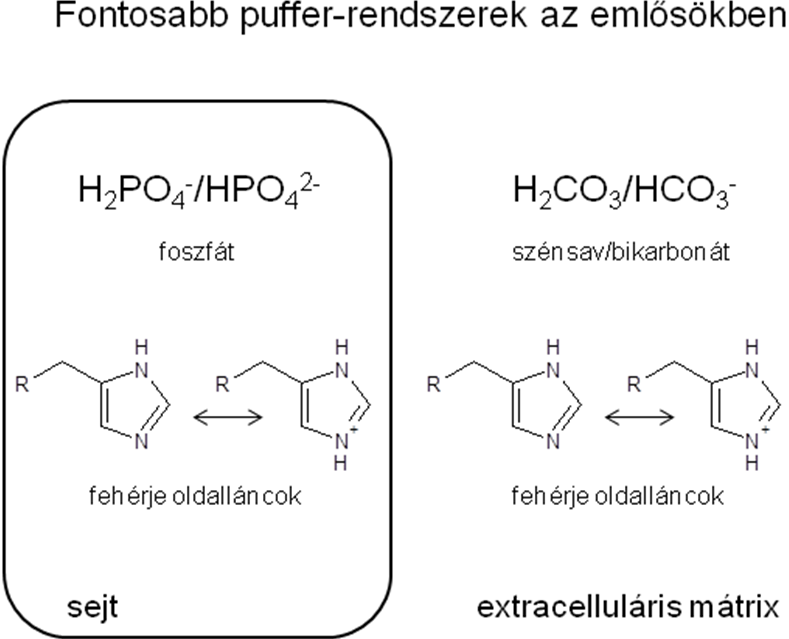 Fontosabb puffer-rendszerek az emlősökben
H₂PO₄⁻/HPO₄²⁻
foszfát
H
N
R
N
H
N
R
N⁺
H
fehérje oldalláncok
sejt
H₂CO₃/HCO₃⁻
szénsav/bikarbonát
H
N
R
N
H
N
R
N⁺
H
fehérje oldalláncok
extracelluláris mátrix